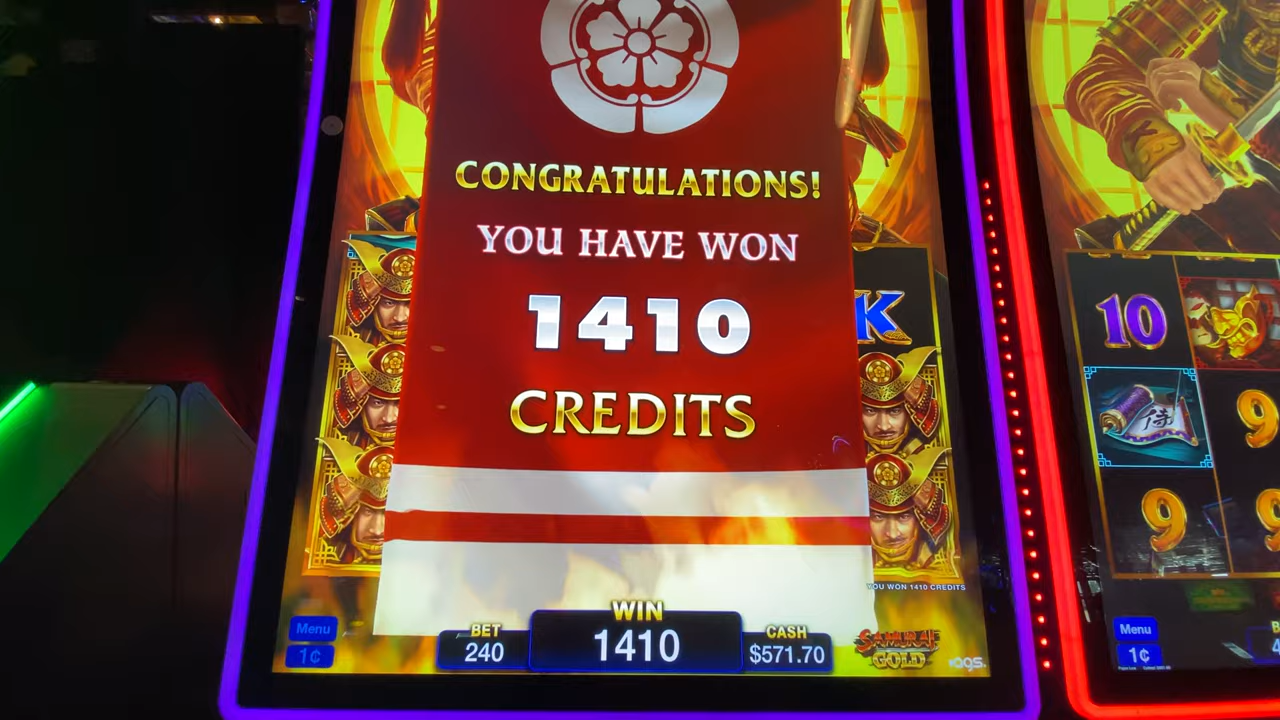 CONGRATULATIONS!
YOU HAVE WON
1410
CREDITS
K
YOU WON 1410 CREDITS
Menu
1¢
BET
240
WIN
1410
CASH
$571.70
SAMURAI
GOLD
ags.
10
侍
9
9
9
Menu
1¢